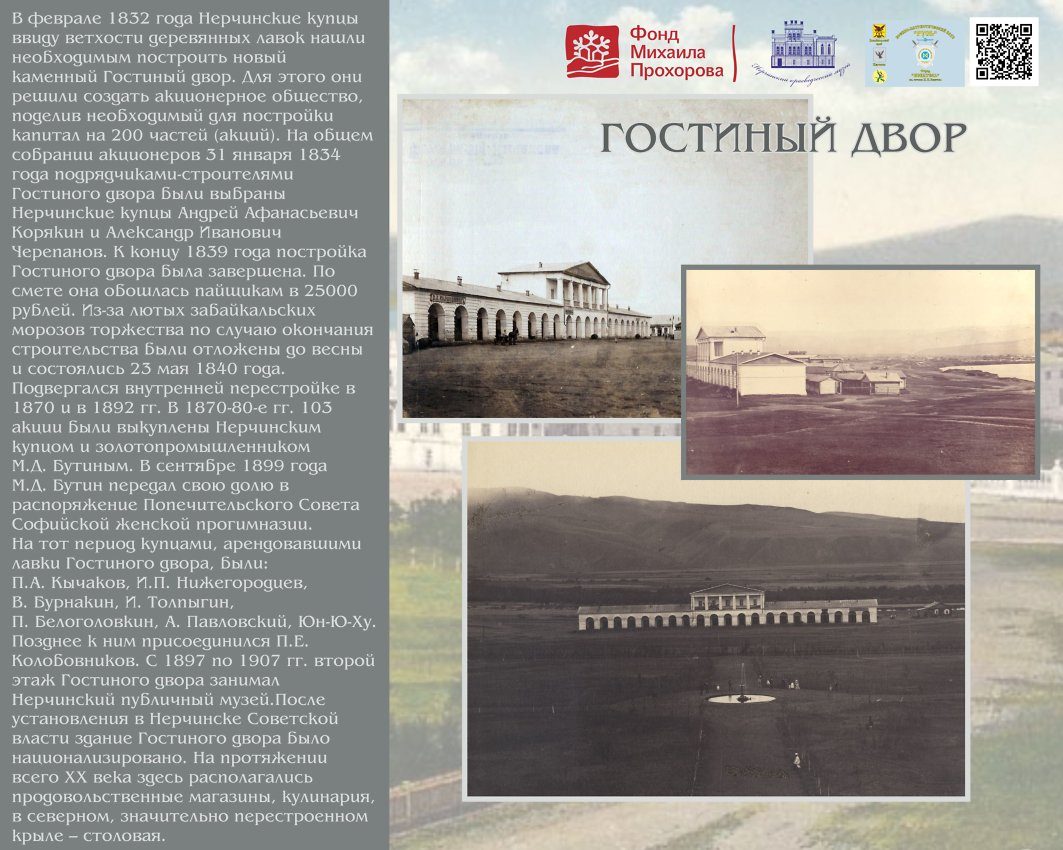 В феврале 1832 года Нерчинские купцы
ввиду ветхости деревянных лавок нашли
необходимым построить новый
каменный Гостиный двор. Для этого они
решили создать акционерное общество,
поделив необходимый для постройки
капитал на 200 частей (акций). На общем
собрании акционеров 31 января 1834
года подрядчиками-строителями
Гостиного двора были выбраны
Нерчинские купцы Андрей Афанасьевич
Корякин и Александр Иванович
Черепанов. К концу 1839 года постройка
Гостиного двора была завершена. По
смете она обошлась пайщикам в 25000
рублей. Из-за лютых забайкальских
морозов торжества по случаю окончания
строительства были отложены до весны
и состоялись 23 мая 1840 года.
Подвергался внутренней перестройке в
1870 и в 1892 гг. В 1870-80-е гг. 103
акции были выкуплены Нерчинским
купцом и золотопромышленником
М.Д. Бутиным. В сентябре 1899 года
М.Д. Бутин передал свою долю в
распоряжение Попечительского Совета
Софийской женской прогимназии.
На тот период купцами, арендовавшими
лавки Гостиного двора, были:
П.А. Кычаков, И.П. Нижегородцев,
В. Бурнакин, И. Толпыгин,
П. Белоголовкин, А. Павловский, Юн-Ю-Ху.
Позднее к ним присоединился П.Е.
Колобовников. С 1897 по 1907 гг. второй
этаж Гостиного двора занимал
Нерчинский публичный музей.После
установления в Нерчинске Советской
власти здание Гостиного двора было
национализировано. На протяжении
всего XX века здесь располагались
продовольственные магазины, кулинария,
в северном, значительно перестроенном
крыле – столовая.
Фонд
Михаила
Прохорова
Нерчинский краеведческий музей
ГОСТИНЫЙ ДВОР